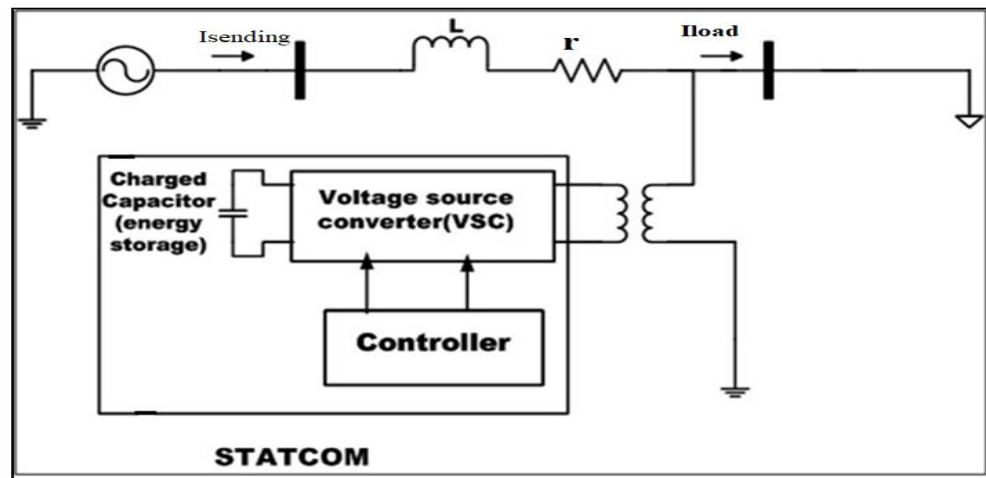 Isending
L
r
Iload
Charged
Capacitor
(energy
storage)
Voltage source
converter(VSC)
Controller
STATCOM